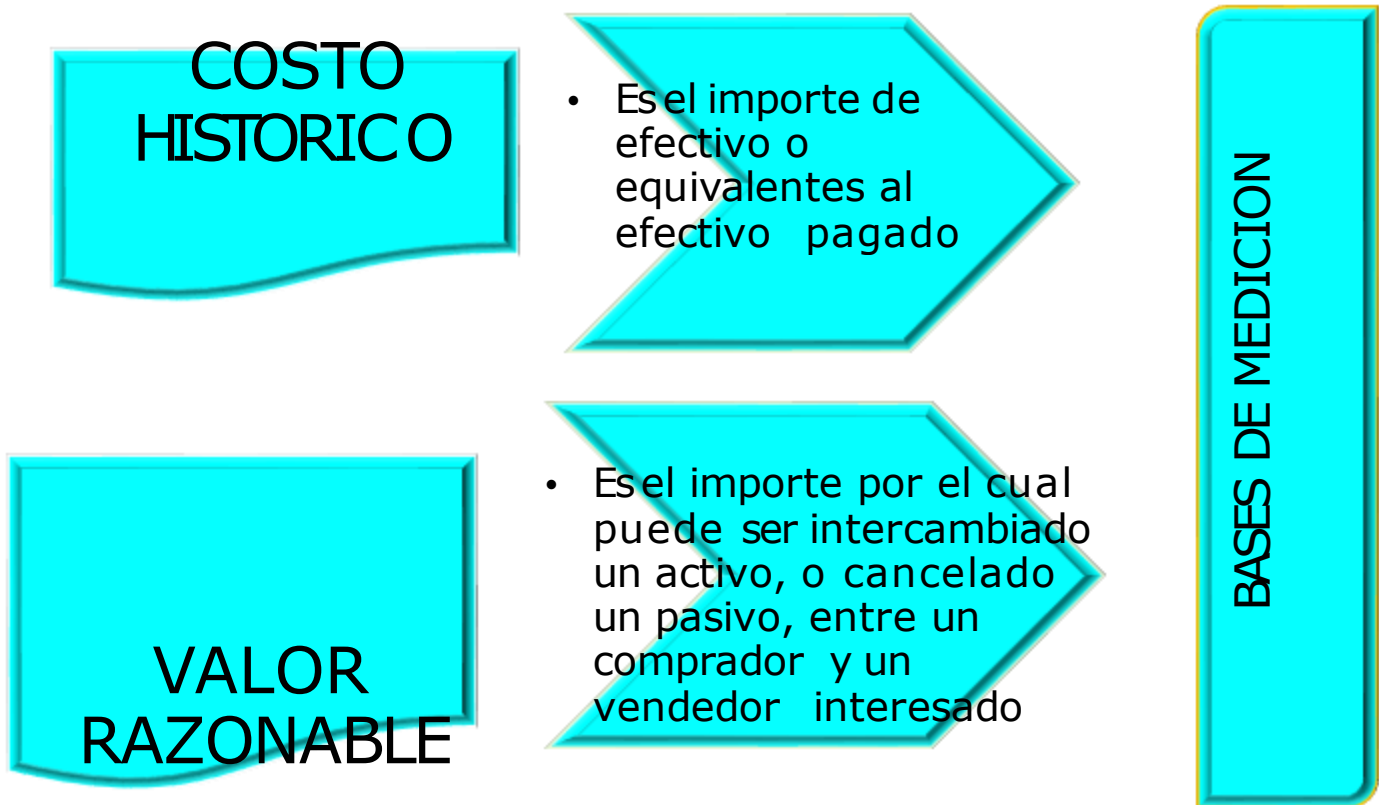 COSTO
HISTORICO
• Es el importe de
efectivo o
equivalentes al
efectivo pagado
VALOR
RAZONABLE
• Es el importe por el cual
puede ser intercambiado
un activo, o cancelado
un pasivo, entre un
comprador y un
vendedor interesado
BASES DE MEDICION